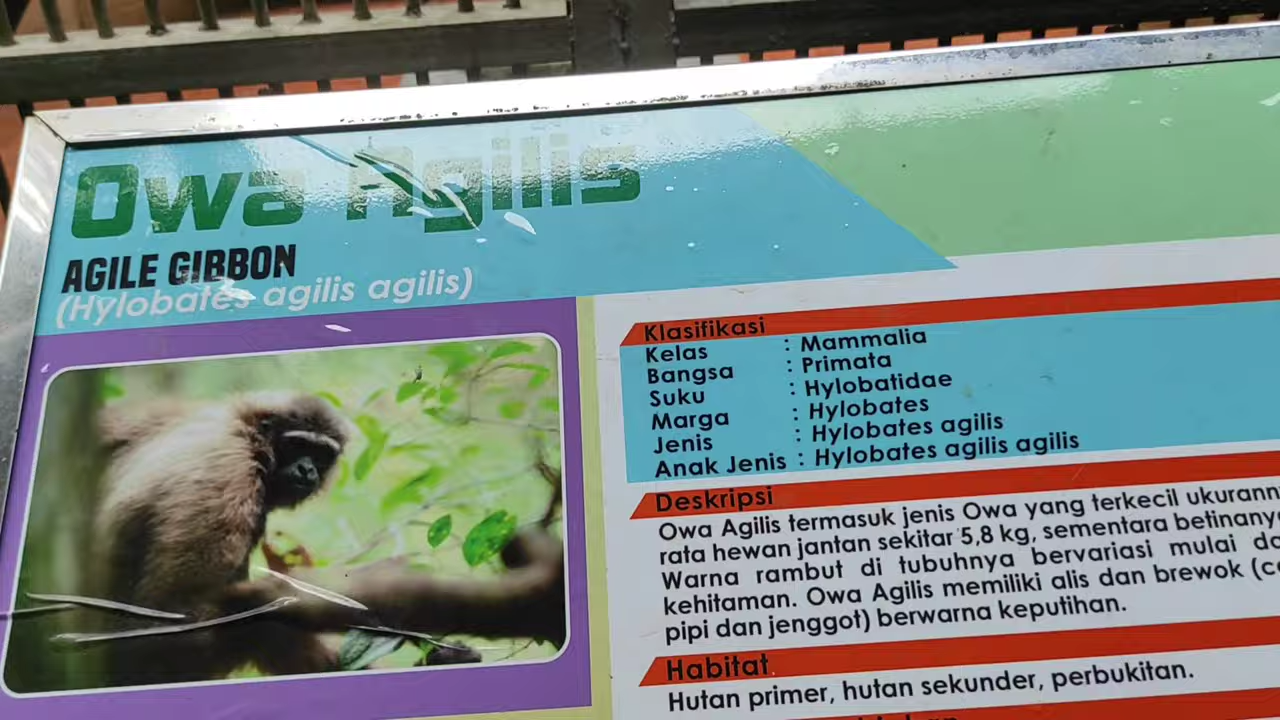 Owa Agilis
AGILE GIBBON
(Hylobates agilis agilis)
Klasifikasi
Kelas : Mammalia
Bangsa : Primata
Suku : Hylobatidae
Marga : Hylobates
Jenis : Hylobates agilis
Anak Jenis : Hylobates agilis agilis
Deskripsi
Owa Agilis termasuk jenis Owa yang terkecil
rata hewan jantan sekitar 5,8 kg, sementara
Warna rambut di tubuhnya bervariasi mulai
kehitaman. Owa Agilis memiliki alis dan brewok
pipi dan jenggot) berwarna keputihan.
Habitat
Hutan primer, hutan sekunder, perbukitan.